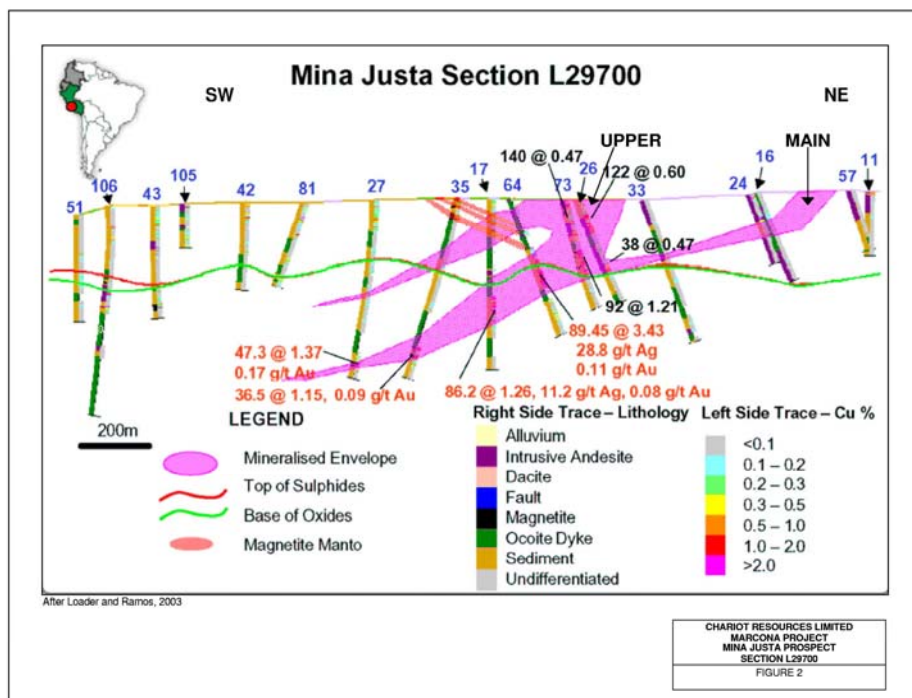 Mina Justa Section L29700
SW
NE
UPPER
MAIN
140 @ 0.47
26
122 @ 0.60
17
16
51
106
43
105
42
81
27
35
64
73
33
24
57
11
38 @ 0.47
92 @ 1.21
89.45 @ 3.43
28.8 g/t Ag
0.11 g/t Au
47.3 @ 1.37
0.17 g/t Au
36.5 @ 1.15, 0.09 g/t Au
86.2 @ 1.26, 11.2 g/t Ag, 0.08 g/t Au
200m
LEGEND
Mineralised Envelope
Top of Sulphides
Base of Oxides
Magnetite Manto
Right Side Trace – Lithology
Alluvium
Intrusive Andesite
Dacite
Fault
Magnetite
Ocoite Dyke
Sediment
Undifferentiated
Left Side Trace – Cu %
<0.1
0.1 – 0.2
0.2 – 0.3
0.3 – 0.5
0.5 – 1.0
1.0 – 2.0
>2.0
After Loader and Ramos, 2003
CHARIOT RESOURCES LIMITED
MARCONA PROJECT
MINA JUSTA PROSPECT
SECTION L29700
FIGURE 2